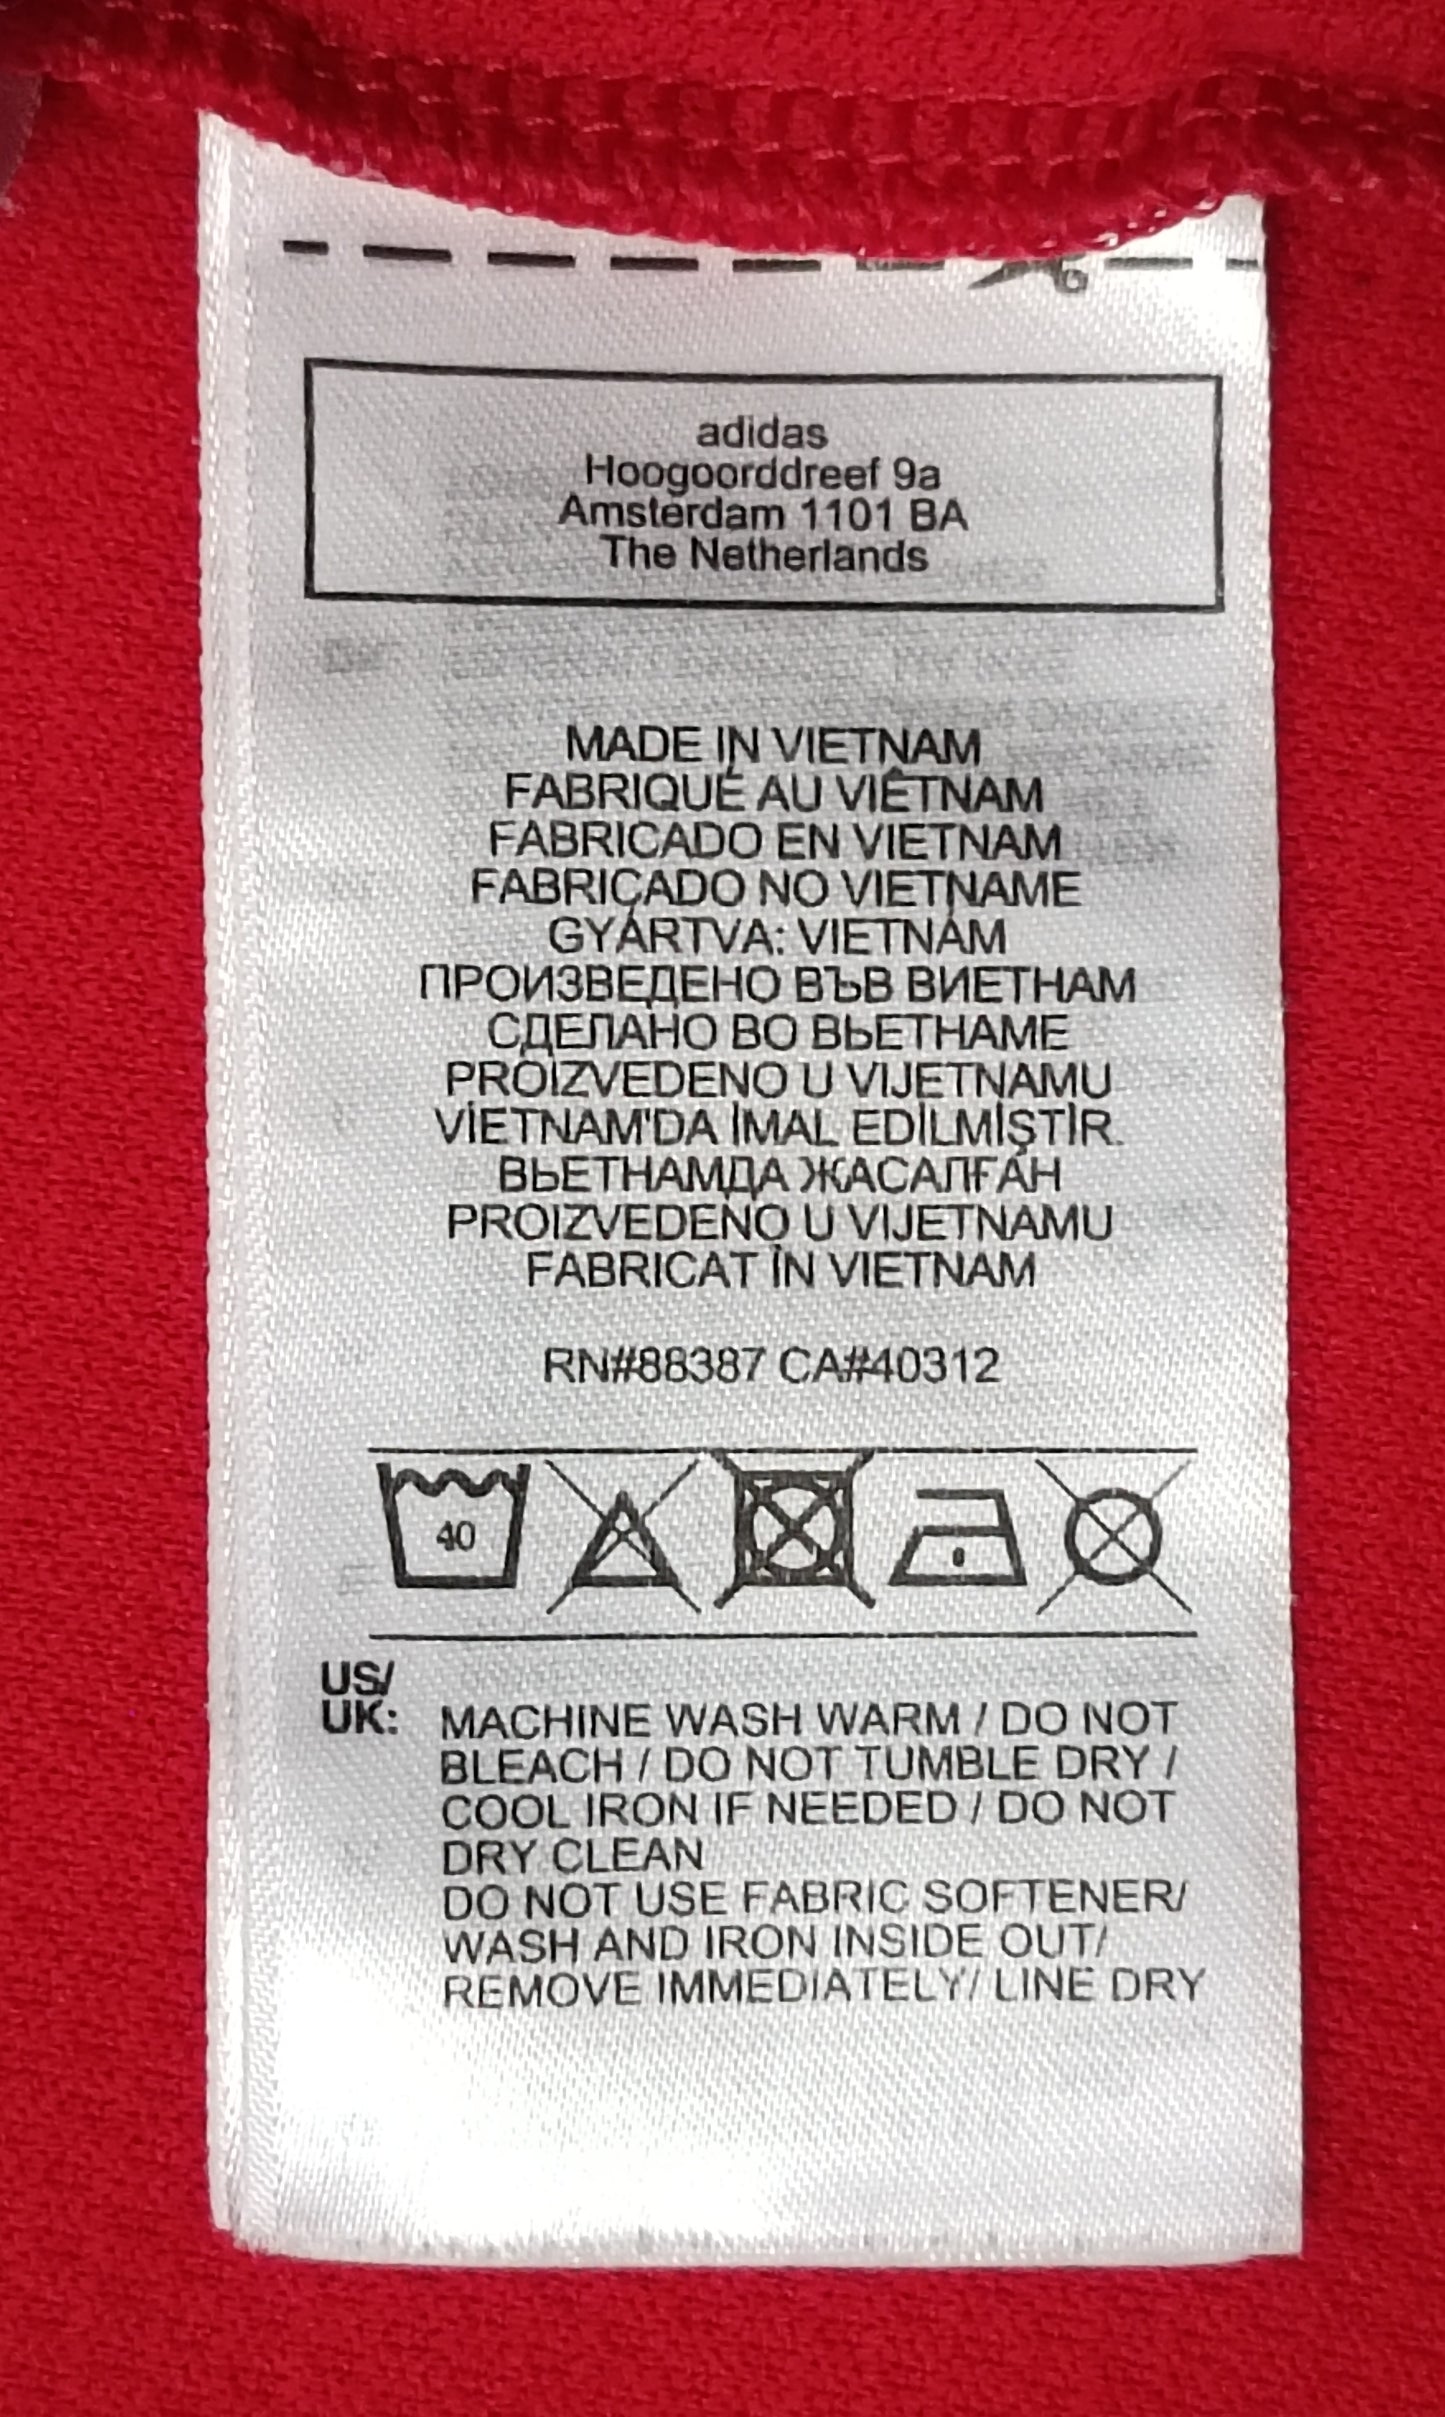 adidas
Hoogoorddreef 9a
Amsterdam 1101 BA
The Netherlands
MADE IN VIETNAM
FABRIQUÉ AU VIÊTNAM
FABRICADO EN VIETNAM
FABRICADO NO VIETNAME
GYÁRTVA: VIETNÁM
ПРОИЗВЕДЕНО ВЪВ ВИЕТНАМ
СДЕЛАНО ВО ВЬЕТНАМЕ
PROIZVEDENO U VIJETNAMU
VİETNAM'DA İMAL EDİLMİŞTİR.
ВЬЕТНАМДА ЖАСАЛҒАН
PROIZVEDENO U VIJETNAMU
FABRICAT ÎN VIETNAM
RN#88387 CA#40312
40
US/
UK: MACHINE WASH WARM / DO NOT
BLEACH / DO NOT TUMBLE DRY /
COOL IRON IF NEEDED / DO NOT
DRY CLEAN
DO NOT USE FABRIC SOFTENER/
WASH AND IRON INSIDE OUT/
REMOVE IMMEDIATELY/ LINE DRY